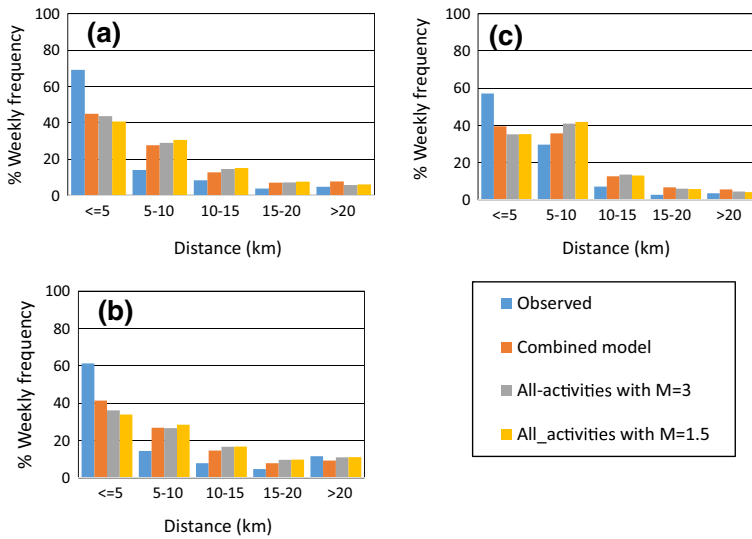 (a)
% Weekly frequency
100
80
60
40
20
0
<=5 5-10 10-15 15-20 >20
Distance (km)
(c)
% Weekly frequency
100
80
60
40
20
0
<=5 5-10 10-15 15-20 >20
Distance (km)
(b)
% Weekly frequency
100
80
60
40
20
0
<=5 5-10 10-15 15-20 >20
Distance (km)
Observed
Combined model
All-activities with M=3
All_activities with M=1.5